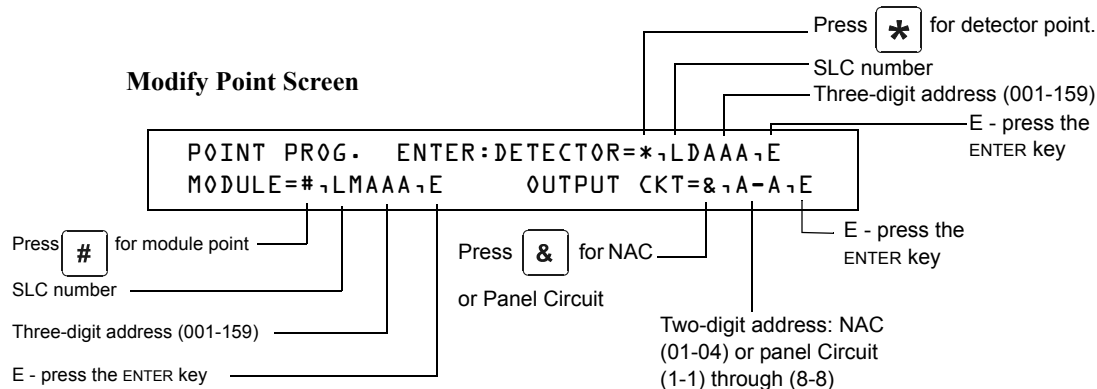 Press * for detector point.
SLC number
Modify Point Screen
Three-digit address (001-159)
E - press the
ENTER key
POINT PROG. ENTER:DETECTOR=*,LDAAA,E
MODULE=#,LMAAA,E OUTPUT CKT=&,A-A,E
Press # for module point
SLC number
Three-digit address (001-159)
E - press the ENTER key
Press & for NAC
or Panel Circuit
E - press the
ENTER key
Two-digit address: NAC
(01-04) or panel Circuit
(1-1) through (8-8)